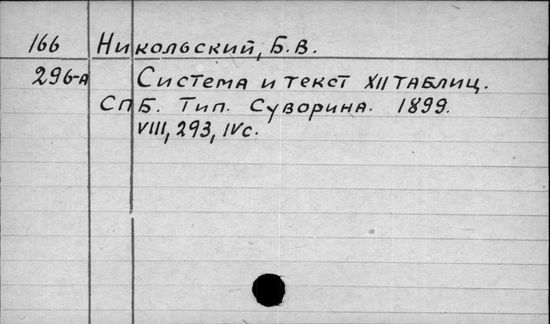 166 Никольский, Б. В.
296-А Система и текст XII таблиц.
СПБ. Тип. Суворина. 1899.
VIII, 293, IVс.